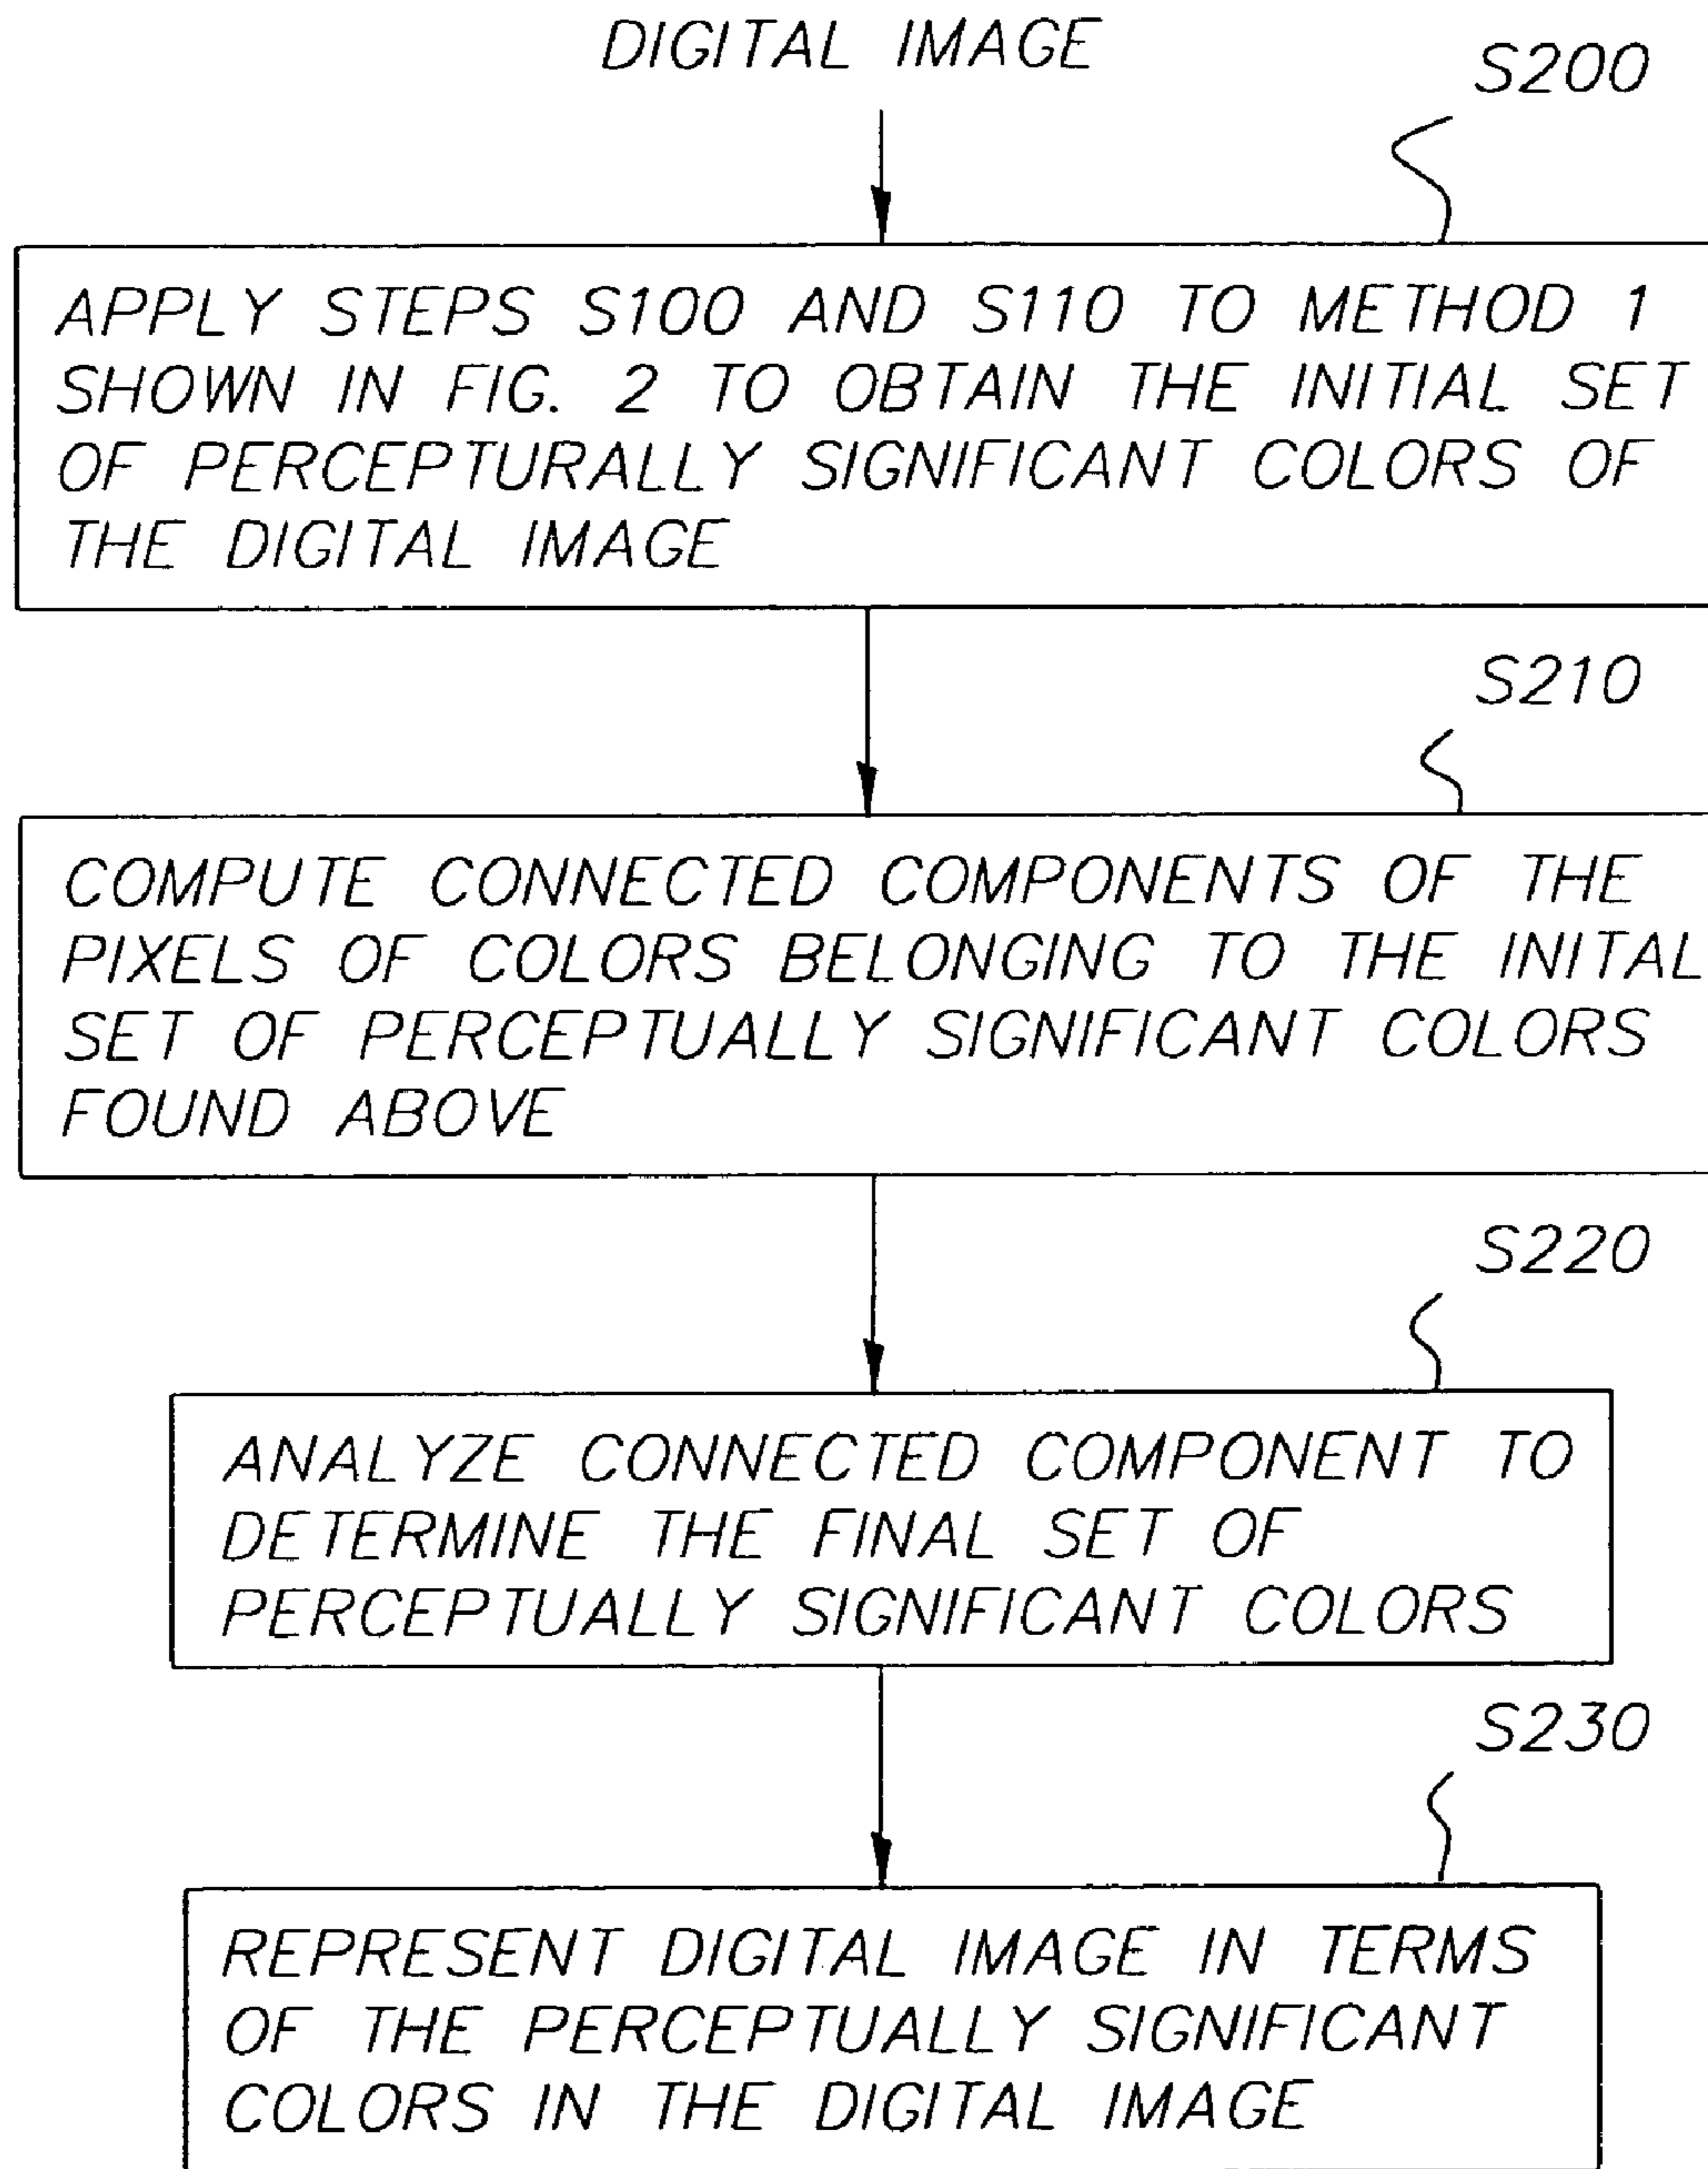 DIGITAL IMAGE
S200
APPLY STEPS S100 AND S110 TO METHOD 1
SHOWN IN FIG. 2 TO OBTAIN THE INITIAL SET
OF PERCEPTURALLY SIGNIFICANT COLORS OF
THE DIGITAL IMAGE
S210
COMPUTE CONNECTED COMPONENTS OF THE
PIXELS OF COLORS BELONGING TO THE INITAL
SET OF PERCEPTUALLY SIGNIFICANT COLORS
FOUND ABOVE
S220
ANALYZE CONNECTED COMPONENT TO
DETERMINE THE FINAL SET OF
PERCEPTUALLY SIGNIFICANT COLORS
S230
REPRESENT DIGITAL IMAGE IN TERMS
OF THE PERCEPTUALLY SIGNIFICANT
COLORS IN THE DIGITAL IMAGE